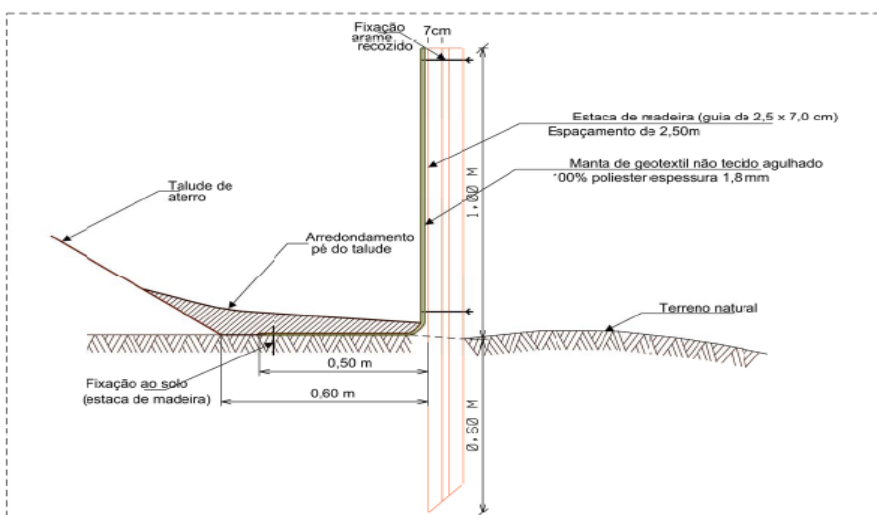 Fixação
arame
recozido
7cm
Estaca de madeira (guia de 2,5 x 7,0 cm)
Espaçamento de 2,50m
Manta de geotextil não tecido agulhado
100% poliester espessura 1,8mm
Talude de
aterro
1,00 M
Arredondamento
pé do talude
Terreno natural
Fixação ao solo
(estaca de madeira)
0,50 m
0,60 m
0,60 M